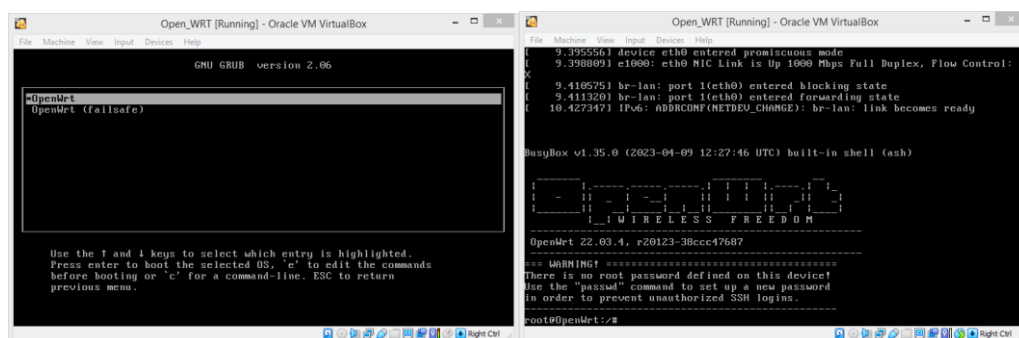 Open_WRT [Running] - Oracle VM VirtualBox
File Machine View Input Devices Help
GNU GRUB version 2.06
*OpenWrt
OpenWrt (failsafe)
Use the ↑ and ↓ keys to select which entry is highlighted.
Press enter to boot the selected OS, 'e' to edit the commands
before booting or 'c' for a command-line. ESC to return
previous menu.
Right Ctrl
Open_WRT [Running] - Oracle VM VirtualBox
File Machine View Input Devices Help
[ 9.395556] device eth0 entered promiscuous mode
[ 9.398809] e1000: eth0 NIC Link is Up 1000 Mbps Full Duplex, Flow Control:
X
[ 9.410575] br-lan: port 1(eth0) entered blocking state
[ 9.411320] br-lan: port 1(eth0) entered forwarding state
[ 10.427347] IPv6: ADDRCONF(NETDEV_CHANGE): br-lan: link becomes ready
BusyBox v1.35.0 (2023-04-09 12:27:46 UTC) built-in shell (ash)
OpenWrt
W I R E L E S S F R E E D O M
OpenWrt 22.03.4, r20123-38ccc47687
=== WARNING! =====================================
There is no root password defined on this device!
Use the "passwd" command to set up a new password
in order to prevent unauthorized SSH logins.
root@OpenWrt:/#
Right Ctrl